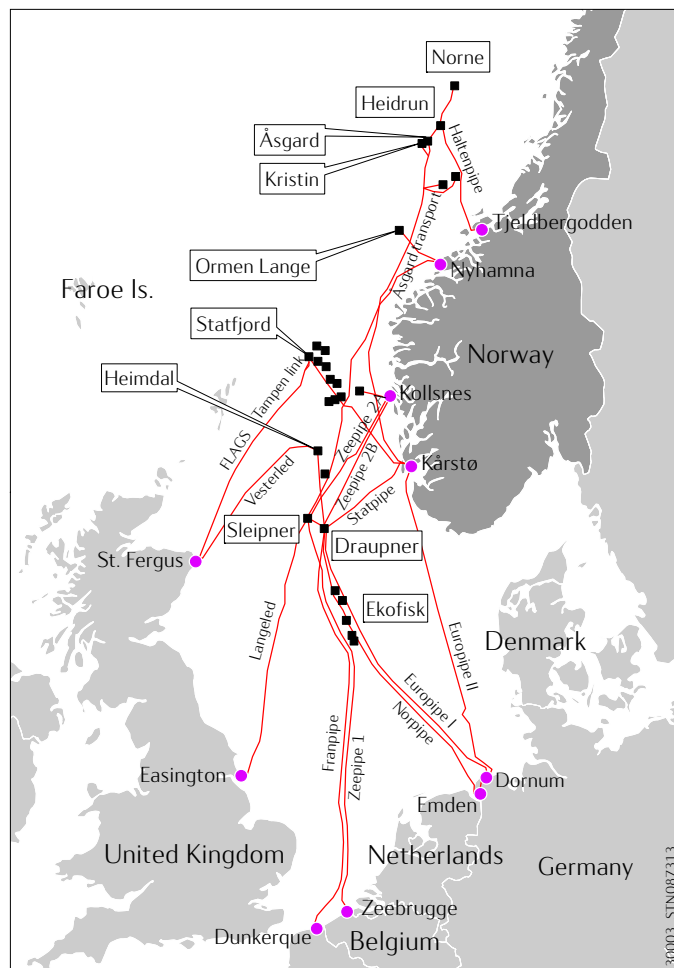 Norne
Heidrun
Åsgard
Kristin
Haltenpipe
Tjeldbergodden
Åsgard transport
Ormen Lange
Nyhamna
Faroe Is.
Statfjord
Norway
Heimdal
Tampen link
Kollsnes
FLAGS
Zeepipe 2A
Vesterled
Zeepipe 2B
Kårstø
Statpipe
Sleipner
Draupner
St. Fergus
Ekofisk
Langeled
Denmark
Europipe II
Europipe I
Norpipe
Franpipe
Zeepipe 1
Easington
Dornum
Emden
United Kingdom
Netherlands
Germany
Zeebrugge
Dunkerque
Belgium
30003_STN087313